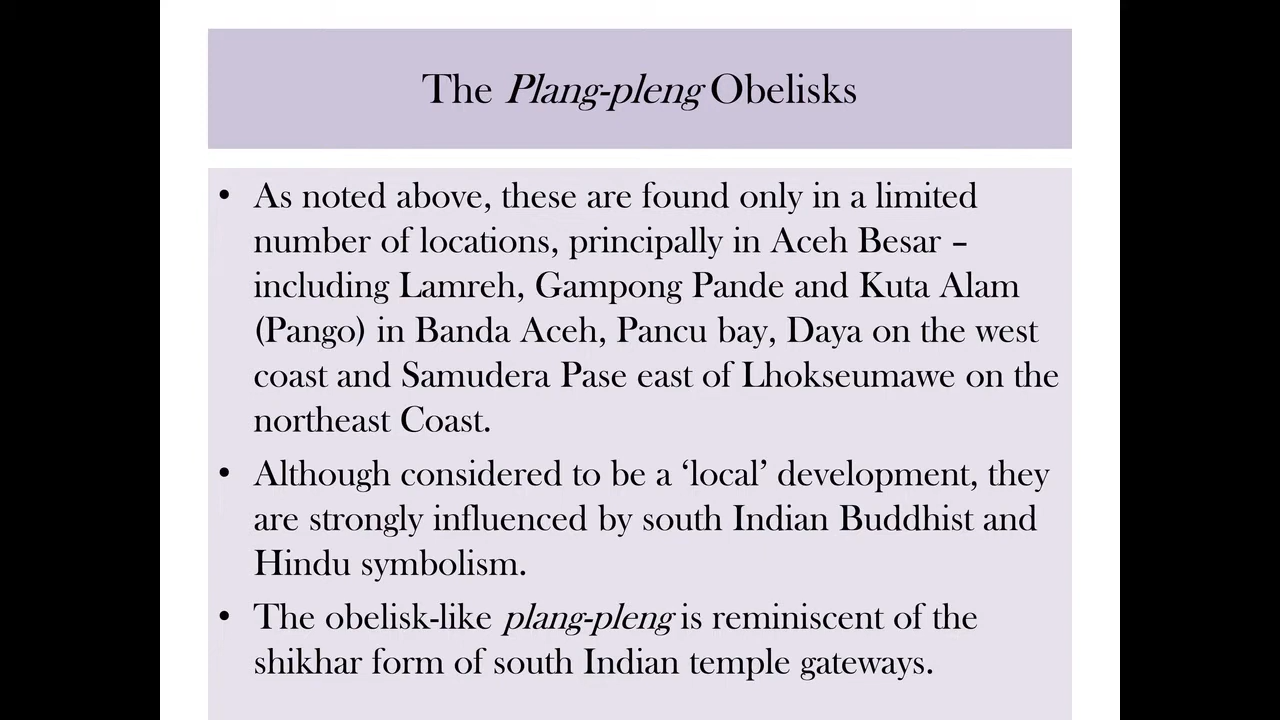 The Plang-pleng Obelisks
• As noted above, these are found only in a limited
number of locations, principally in Aceh Besar –
including Lamreh, Gampong Pande and Kuta Alam
(Pango) in Banda Aceh, Pancu bay, Daya on the west
coast and Samudera Pase east of Lhokseumawe on the
northeast Coast.
• Although considered to be a ‘local’ development, they
are strongly influenced by south Indian Buddhist and
Hindu symbolism.
• The obelisk-like plang-pleng is reminiscent of the
shikhar form of south Indian temple gateways.